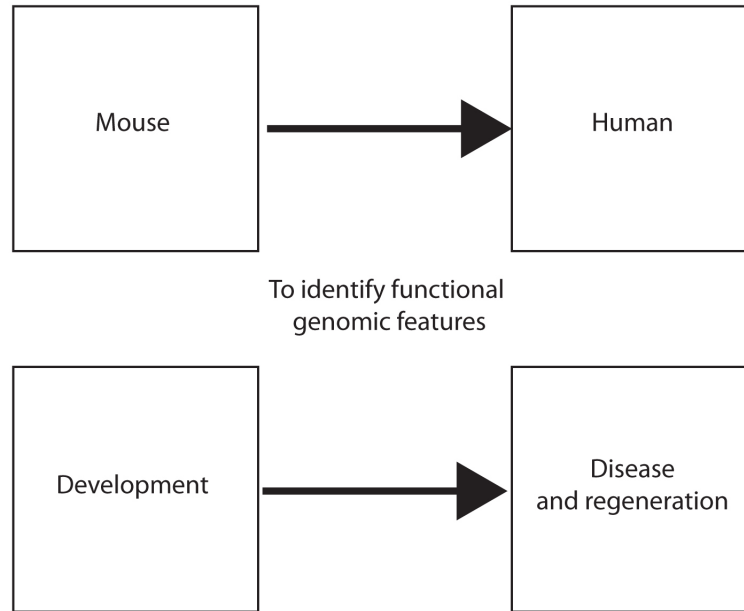 Mouse
Human
To identify functional
genomic features
Development
Disease
and regeneration